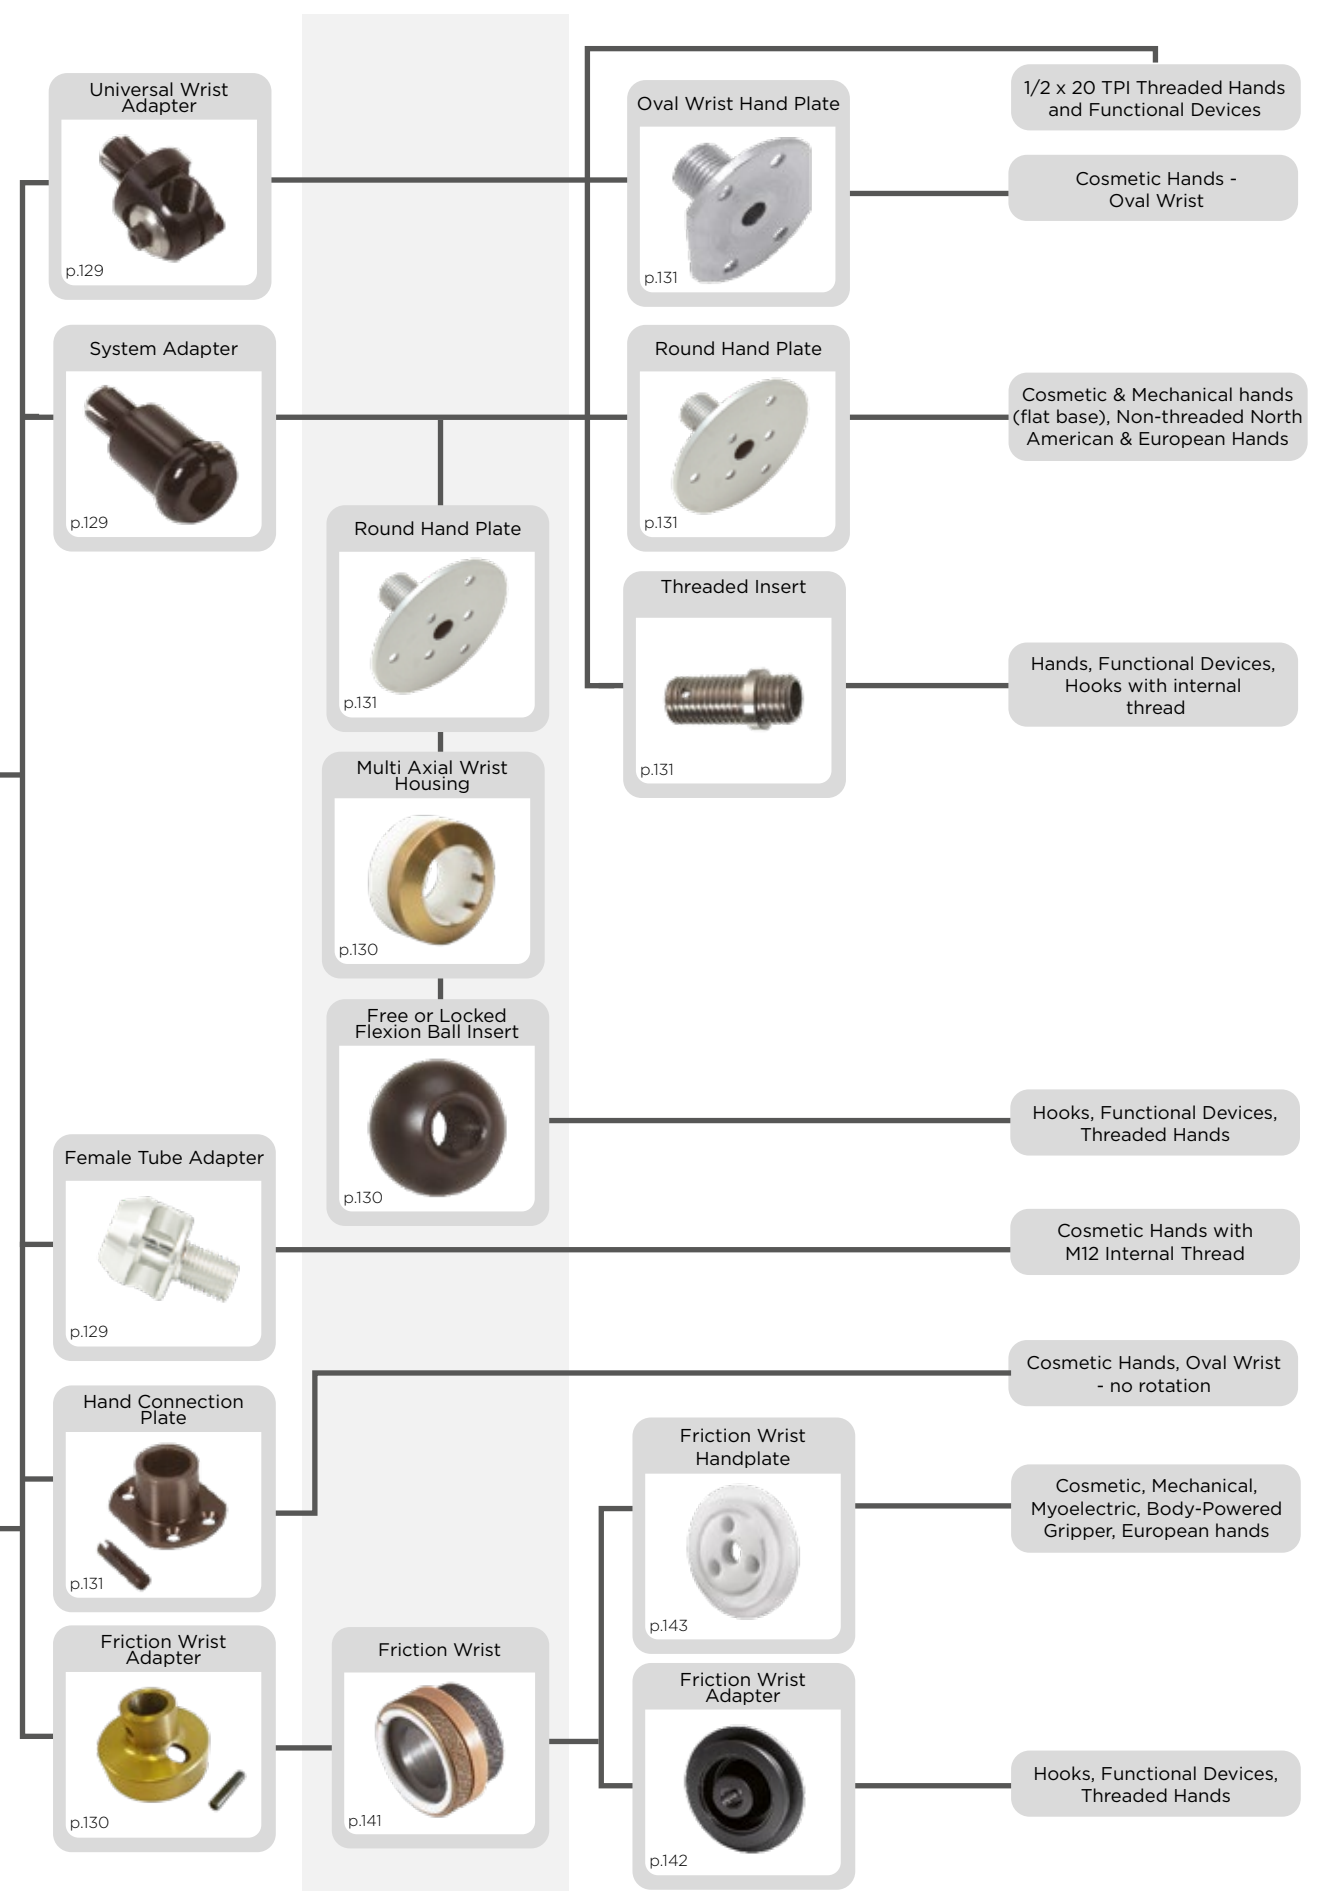 Universal Wrist
Adapter
p.129
Oval Wrist Hand Plate
p.131
1/2 x 20 TPI Threaded Hands
and Functional Devices
Cosmetic Hands -
Oval Wrist
System Adapter
p.129
Round Hand Plate
p.131
Cosmetic & Mechanical hands
(flat base), Non-threaded North
American & European Hands
Round Hand Plate
p.131
Threaded Insert
p.131
Hands, Functional Devices,
Hooks with internal
thread
Multi Axial Wrist
Housing
p.130
Free or Locked
Flexion Ball Insert
p.130
Hooks, Functional Devices,
Threaded Hands
Female Tube Adapter
p.129
Cosmetic Hands with
M12 Internal Thread
Hand Connection
Plate
p.131
Cosmetic Hands, Oval Wrist
- no rotation
Friction Wrist
Handplate
p.143
Cosmetic, Mechanical,
Myoelectric, Body-Powered
Gripper, European hands
Friction Wrist
Adapter
p.130
Friction Wrist
p.141
Friction Wrist
Adapter
p.142
Hooks, Functional Devices,
Threaded Hands